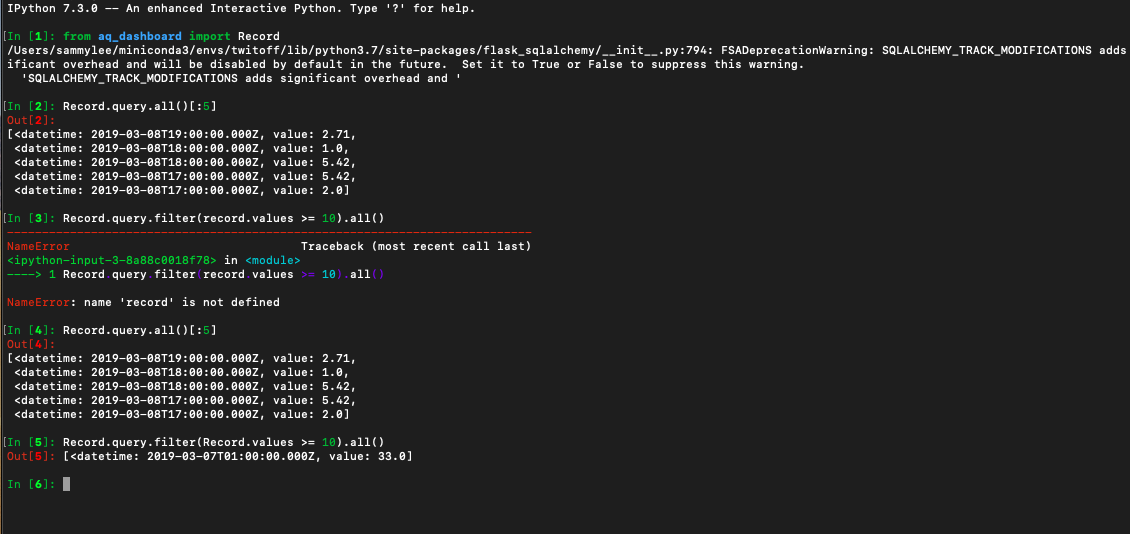 IPython 7.3.0 -- An enhanced Interactive Python. Type '?' for help.
[In [1]: from aq_dashboard import Record
/Users/sammylee/miniconda3/envs/twitoff/lib/python3.7/site-packages/flask_sqlalchemy/__init__.py:794: FSADeprecationWarning: SQLALCHEMY_TRACK_MODIFICATIONS adds
ificant overhead and will be disabled by default in the future.  Set it to True or False to suppress this warning.
  'SQLALCHEMY_TRACK_MODIFICATIONS adds significant overhead and '
[In [2]: Record.query.all()[:5]
Out[2]:
[<datetime: 2019-03-08T19:00:00.000Z, value: 2.71,
 <datetime: 2019-03-08T18:00:00.000Z, value: 1.0,
 <datetime: 2019-03-08T18:00:00.000Z, value: 5.42,
 <datetime: 2019-03-08T17:00:00.000Z, value: 5.42,
 <datetime: 2019-03-08T17:00:00.000Z, value: 2.0]
[In [3]: Record.query.filter(record.values >= 10).all()
---------------------------------------------------------------------------
NameError                                 Traceback (most recent call last)
<ipython-input-3-8a88c0018f78> in <module>
----> 1 Record.query.filter(record.values >= 10).all()
NameError: name 'record' is not defined
[In [4]: Record.query.all()[:5]
Out[4]:
[<datetime: 2019-03-08T19:00:00.000Z, value: 2.71,
 <datetime: 2019-03-08T18:00:00.000Z, value: 1.0,
 <datetime: 2019-03-08T18:00:00.000Z, value: 5.42,
 <datetime: 2019-03-08T17:00:00.000Z, value: 5.42,
 <datetime: 2019-03-08T17:00:00.000Z, value: 2.0]
[In [5]: Record.query.filter(Record.values >= 10).all()
Out[5]: [<datetime: 2019-03-07T01:00:00.000Z, value: 33.0]
In [6]: